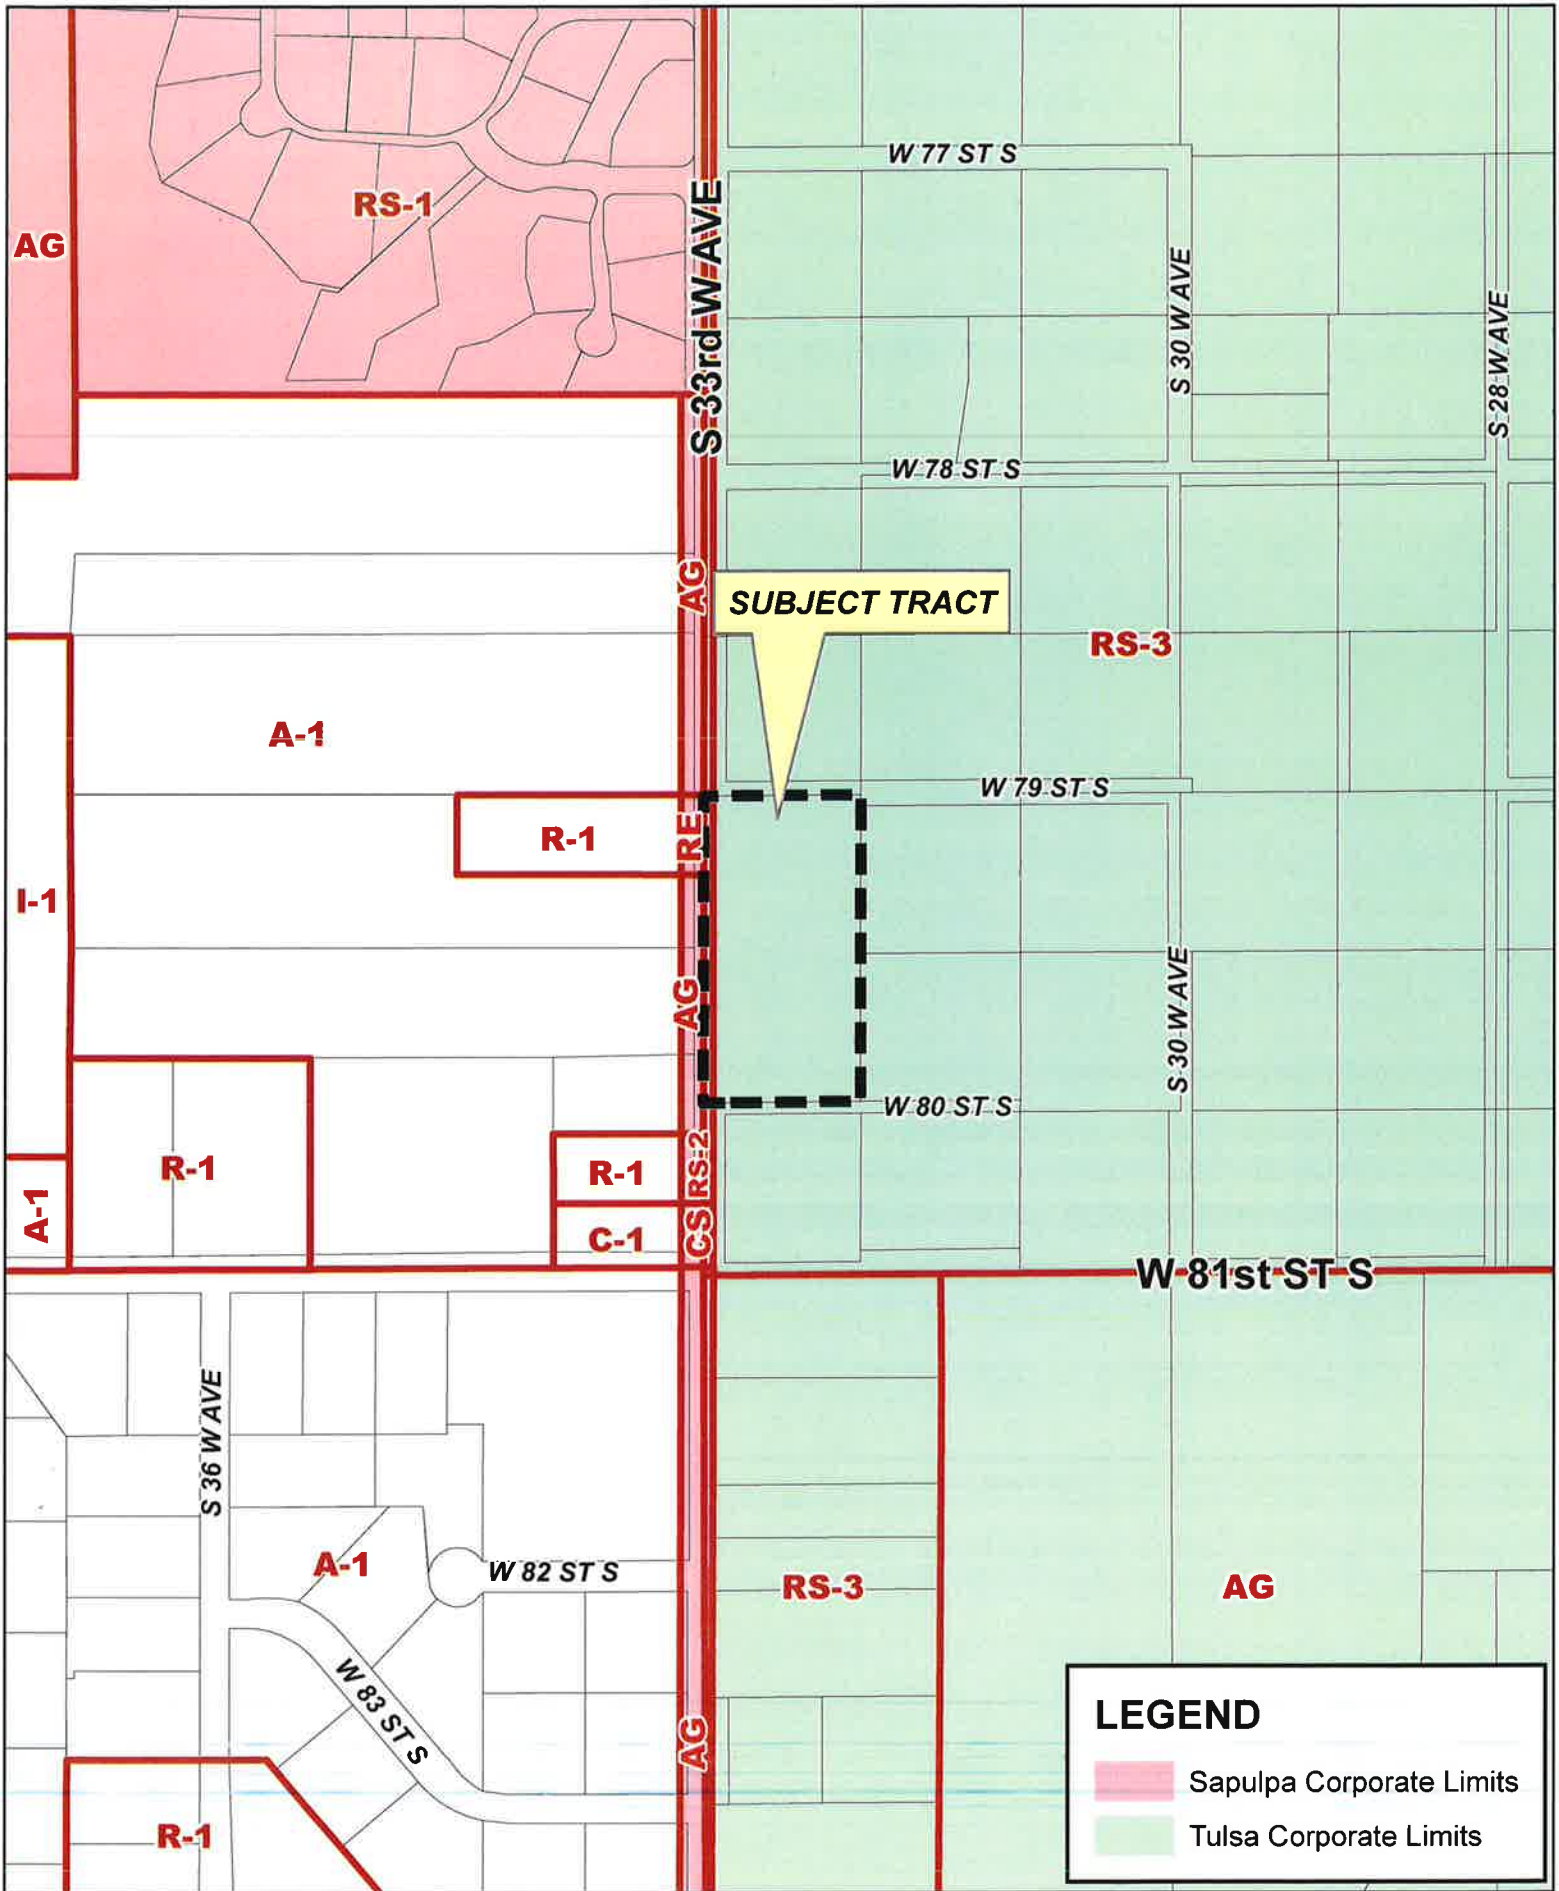 W 77 ST S
RS-1
AG
S 33rd W AVE
S 30 W AVE
S 28 W AVE
W 78 ST S
AG
SUBJECT TRACT
RS-3
A-1
W 79 ST S
R-1
RE
I-1
AG
S 30 W AVE
W 80 ST S
R-1
R-1
RS-2
A-1
C-1
CS
W 81st ST S
S 36 W AVE
A-1
W 82 ST S
RS-3
AG
W 83 ST S
AG
R-1
LEGEND
Sapulpa Corporate Limits
Tulsa Corporate Limits